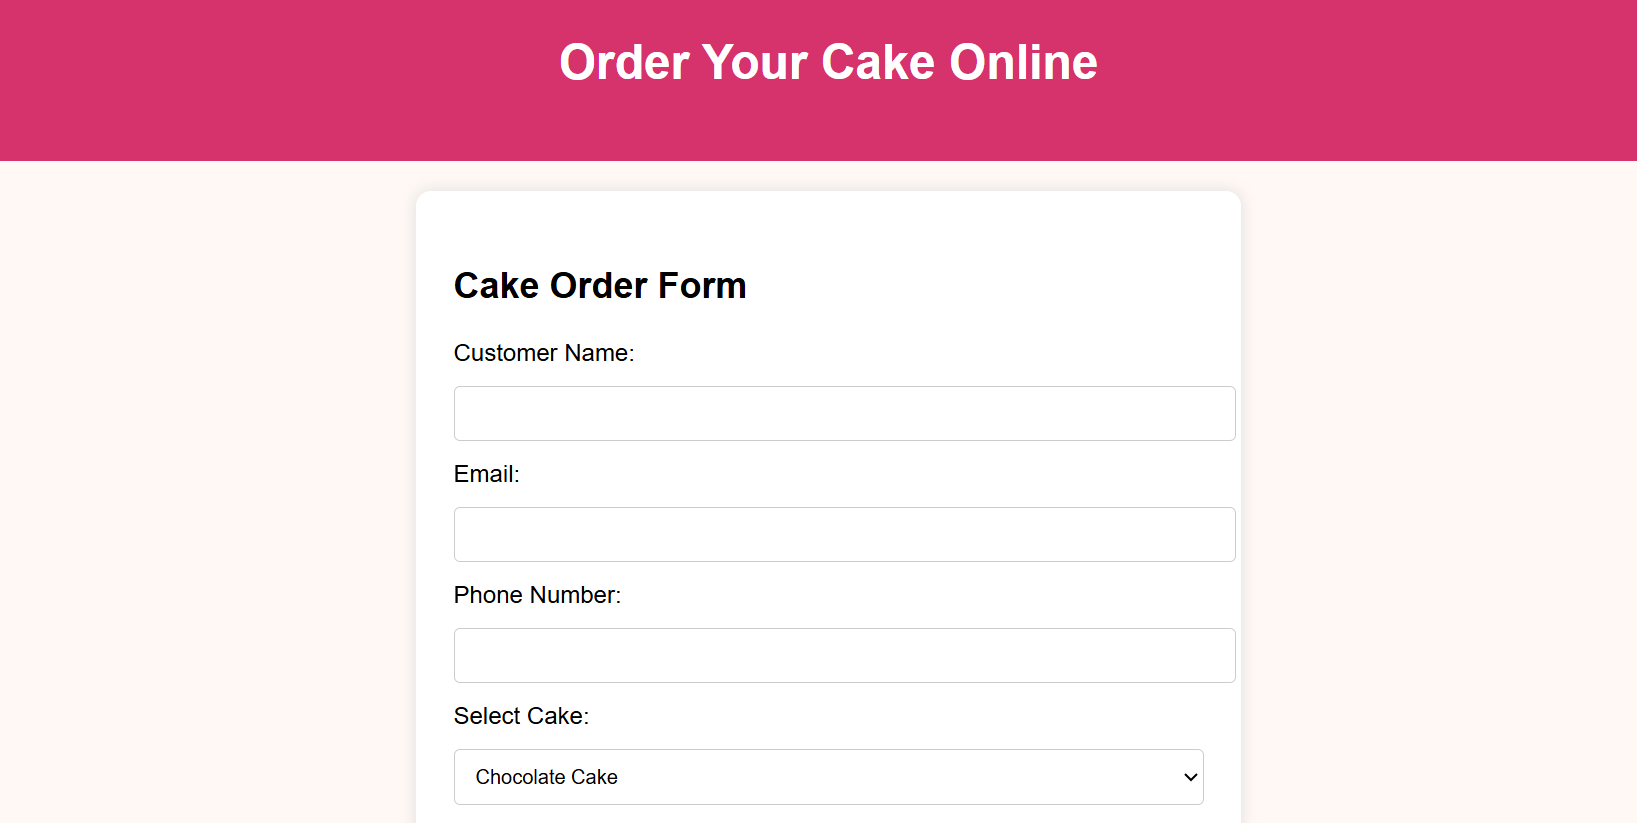 Order Your Cake Online
Cake Order Form
Customer Name:
Email:
Phone Number:
Select Cake:
Chocolate Cake